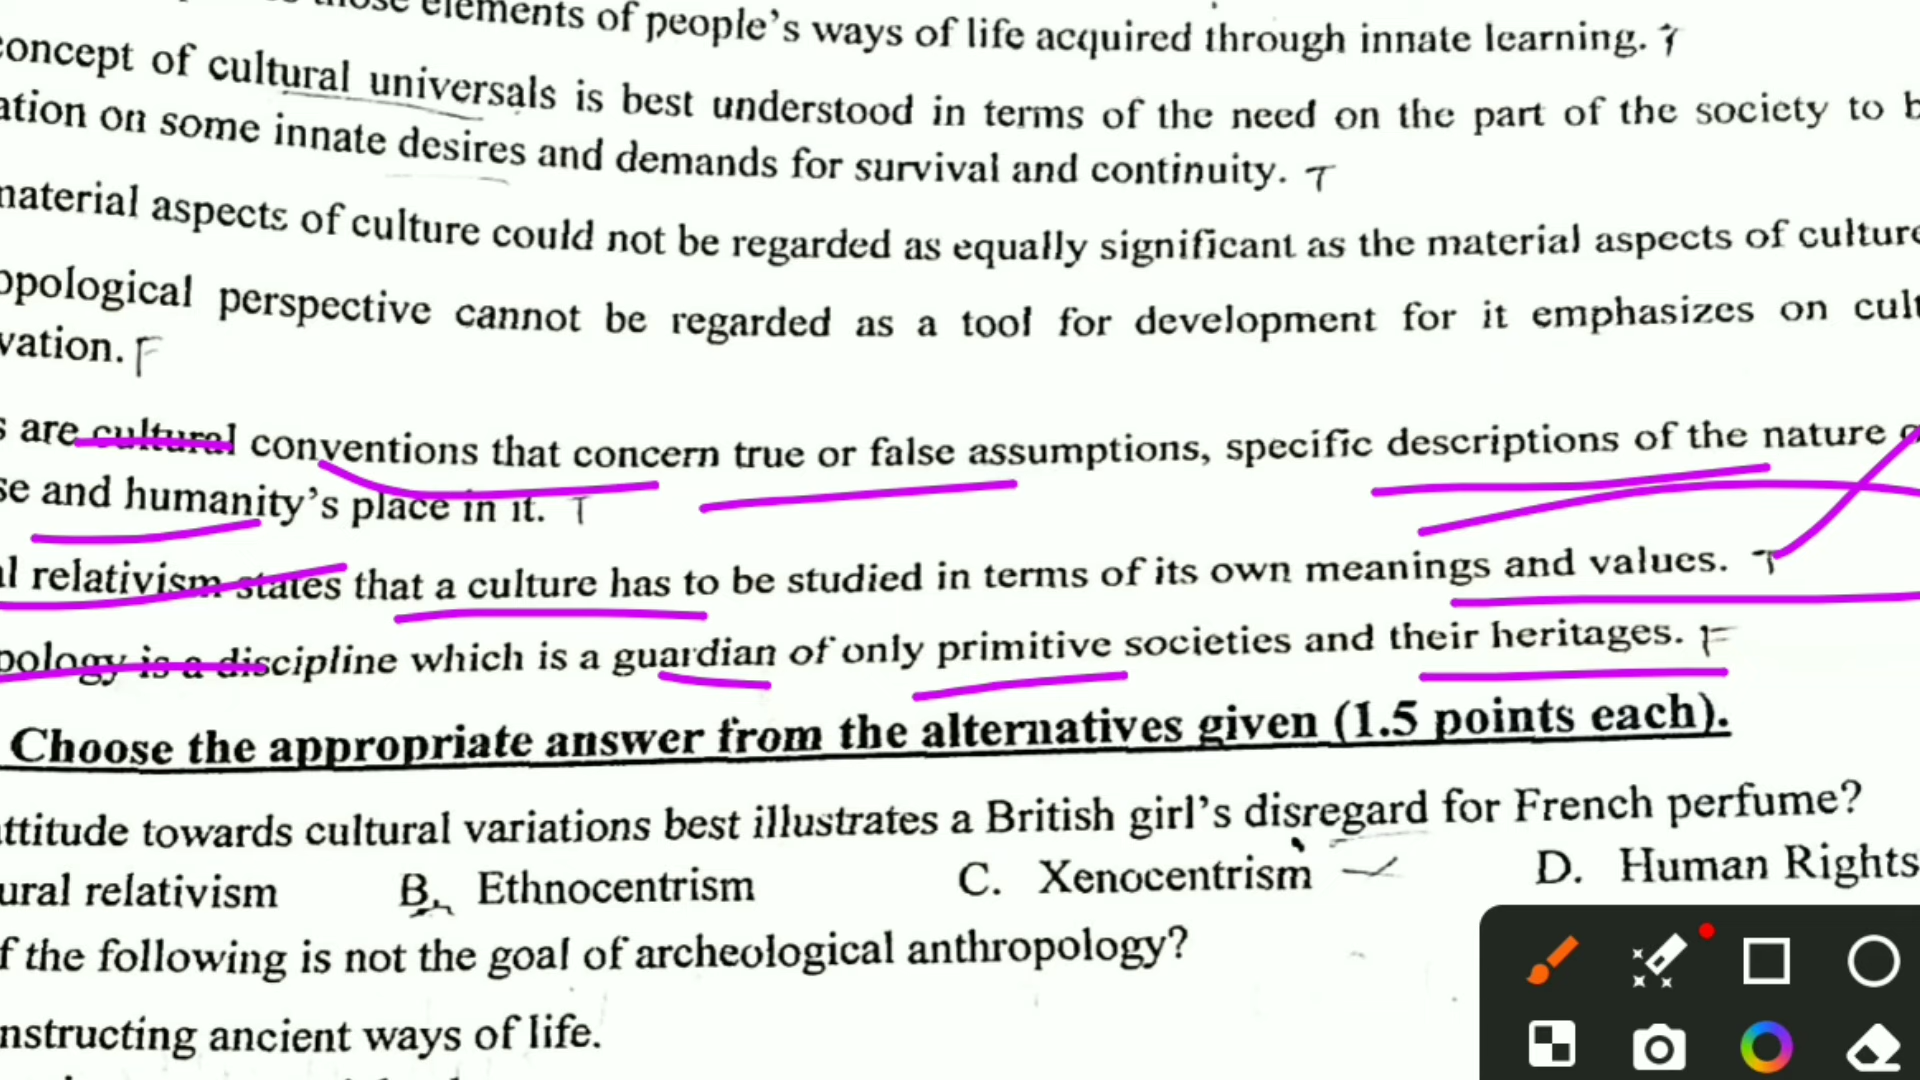 elements of people's ways of life acquired through innate learning.
concept of cultural universals is best understood in terms of the need on the part of the society to b
ation on some innate desires and demands for survival and continuity. T
material aspects of culture could not be regarded as equally significant as the material aspects of culture
opological perspective cannot be regarded as a tool for development for it emphasizes on cult
vation. F
s are cultural conventions that concern true or false assumptions, specific descriptions of the nature
se and humanity's place in it. T
al relativism states that a culture has to be studied in terms of its own meanings and values. T
pology is a discipline which is a guardian of only primitive societies and their heritages. F
Choose the appropriate answer from the alternatives given (1.5 points each).
attitude towards cultural variations best illustrates a British girl's disregard for French perfume?
ural relativism B. Ethnocentrism C. Xenocentrism D. Human Rights
f the following is not the goal of archeological anthropology?
nstructing ancient ways of life.